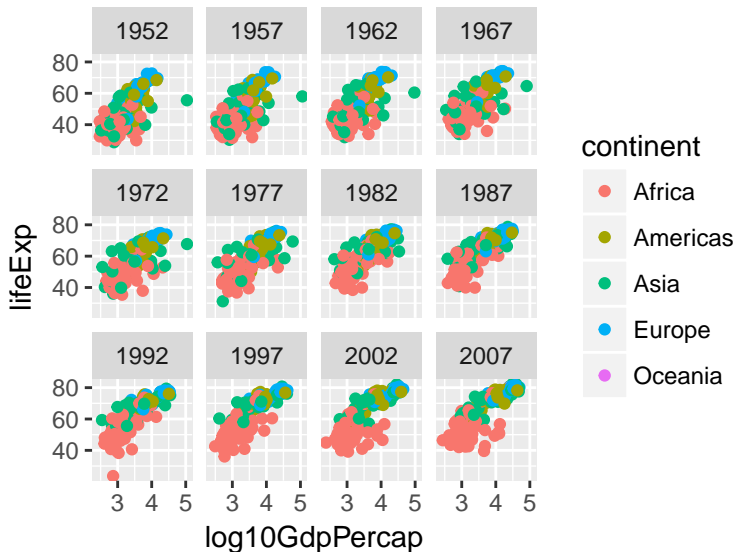 1952 1957 1962 1967
80
60
40
1972 1977 1982 1987
80
60
40
1992 1997 2002 2007
80
60
40
3 4 5 3 4 5 3 4 5 3 4 5
log10GdpPercap
lifeExp
continent
Africa
Americas
Asia
Europe
Oceania